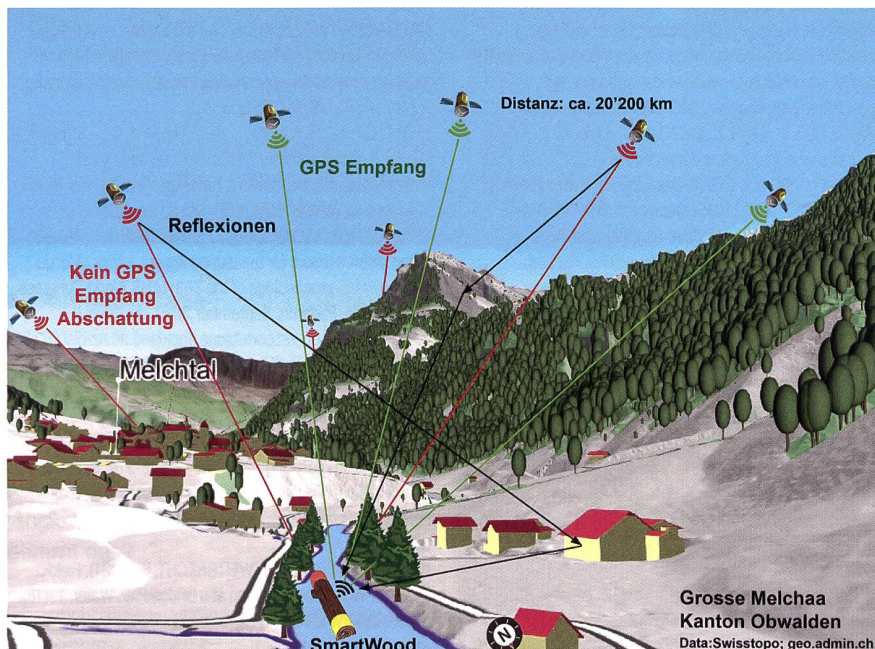 Distanz: ca. 20'200 km
GPS Empfang
Reflexionen
Kein GPS
Empfang
Abschattung
Melchtal
N
SmartWood
Grosse Melchaa
Kanton Obwalden
Data:Swisstopo; geo.admin.ch